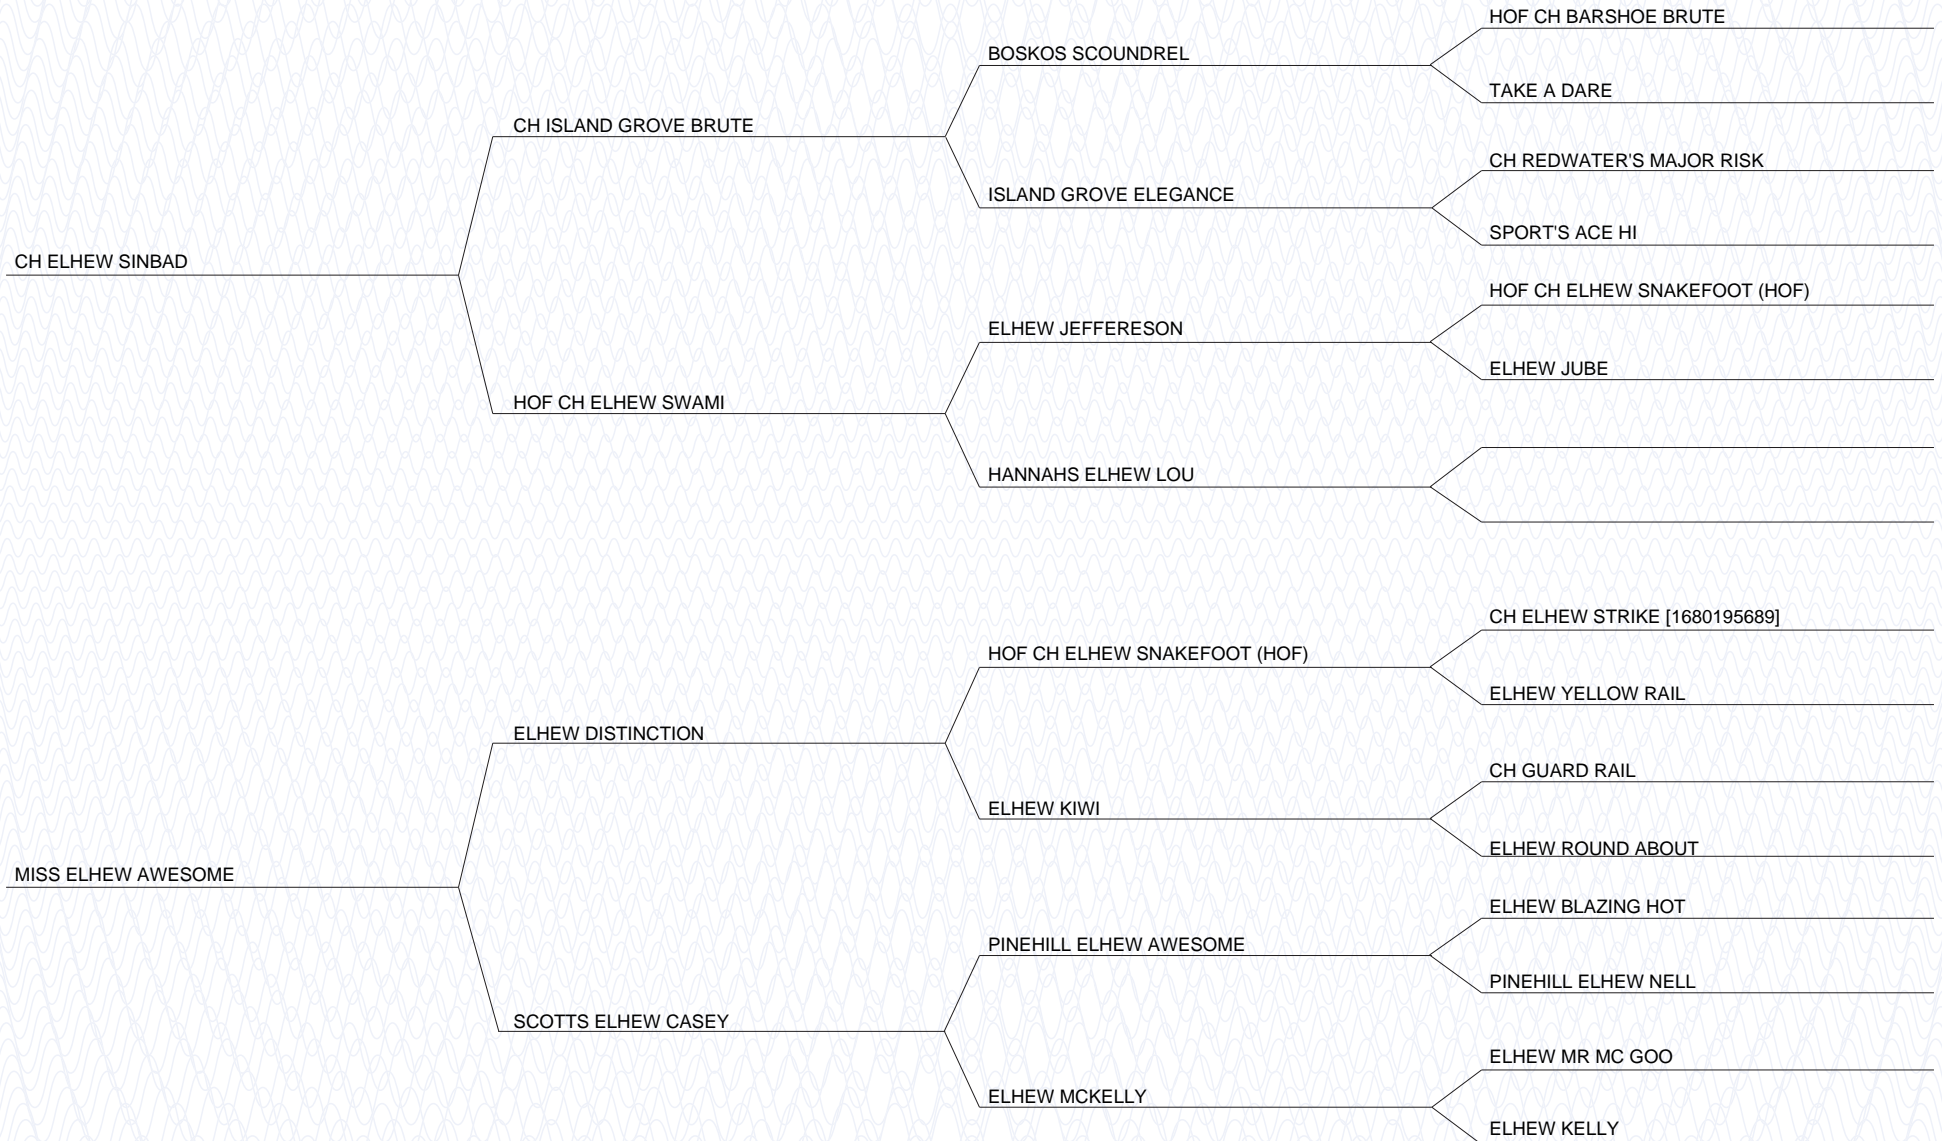 HOF CH BARSHOE BRUTE
BOSKOS SCOUNDREL
TAKE A DARE
CH ISLAND GROVE BRUTE
CH REDWATER'S MAJOR RISK
ISLAND GROVE ELEGANCE
SPORT'S ACE HI
CH ELHEW SINBAD
HOF CH ELHEW SNAKEFOOT (HOF)
ELHEW JEFFERESON
ELHEW JUBE
HOF CH ELHEW SWAMI
HANNAHS ELHEW LOU
CH ELHEW STRIKE [1680195689]
HOF CH ELHEW SNAKEFOOT (HOF)
ELHEW YELLOW RAIL
ELHEW DISTINCTION
CH GUARD RAIL
ELHEW KIWI
ELHEW ROUND ABOUT
MISS ELHEW AWESOME
ELHEW BLAZING HOT
PINEHILL ELHEW AWESOME
PINEHILL ELHEW NELL
SCOTTS ELHEW CASEY
ELHEW MR MC GOO
ELHEW MCKELLY
ELHEW KELLY